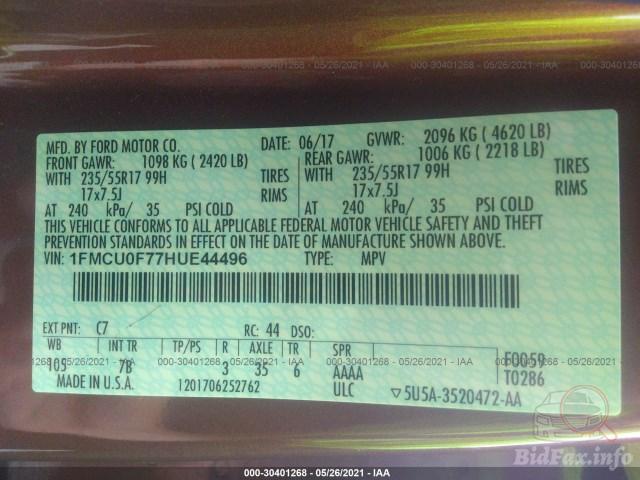 000-30401268 - 05/26/2021 - IAA
MFD. BY FORD MOTOR CO. DATE: 06/17 GVWR: 2096 KG ( 4620 LB)
FRONT GAWR: 1098 KG ( 2420 LB) REAR GAWR: 1006 KG ( 2218 LB)
WITH 235/55R17 99H TIRES WITH 235/55R17 99H TIRES
17x7.5J RIMS 17x7.5J RIMS
AT 240 kPa/ 35 PSI COLD AT 240 kPa/ 35 PSI COLD
THIS VEHICLE CONFORMS TO ALL APPLICABLE FEDERAL MOTOR VEHICLE SAFETY AND THEFT
PREVENTION STANDARDS IN EFFECT ON THE DATE OF MANUFACTURE SHOWN ABOVE.
VIN: 1FMCU0F77HUE44496 TYPE: MPV
EXT PNT: C7 RC: 44 DSO:
WB INT TR TP/PS R AXLE TR SPR
105 7B 3 35 6 AAAA F0059
ULC T0286
MADE IN U.S.A. 1201706252762 ▽5U5A-3520472-AA
000-30401268 - 05/26/2021 - IAA
BidFax.info
000-30401268 - 05/26/2021 - IAA